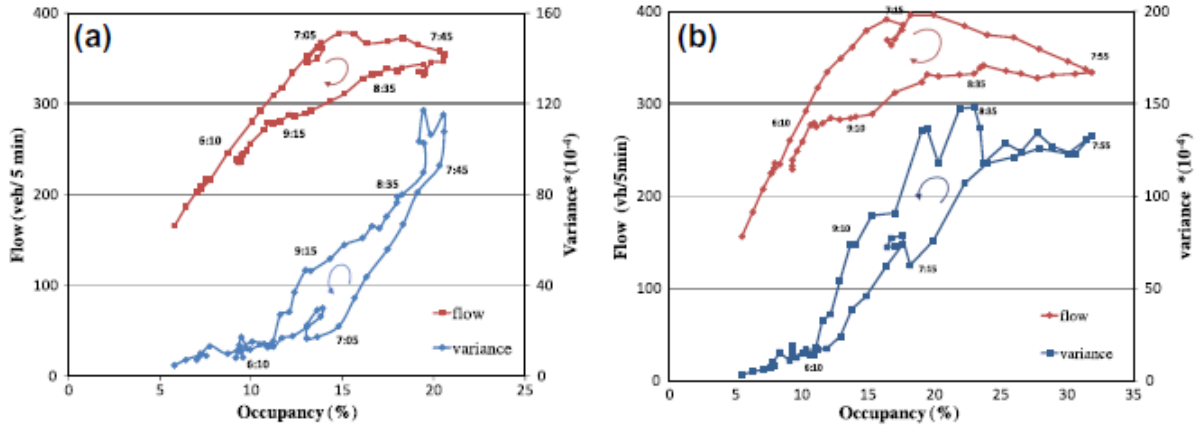 (a)
400
300
200
100
0
Flow (veh/ 5 min)
160
120
80
40
0
Variance *(10⁻⁴)
7:05
7:45
8:35
6:10
9:15
7:45
8:35
9:15
7:05
6:10
flow
variance
0 5 10 15 20 25
Occupancy (%)
(b)
400
300
200
100
0
Flow (vh/5min)
200
150
100
50
0
variance *(10⁻⁴)
7:15
7:55
8:35
6:10
9:10
8:35
7:55
9:10
7:15
6:10
flow
variance
0 5 10 15 20 25 30 35
Occupancy (%)